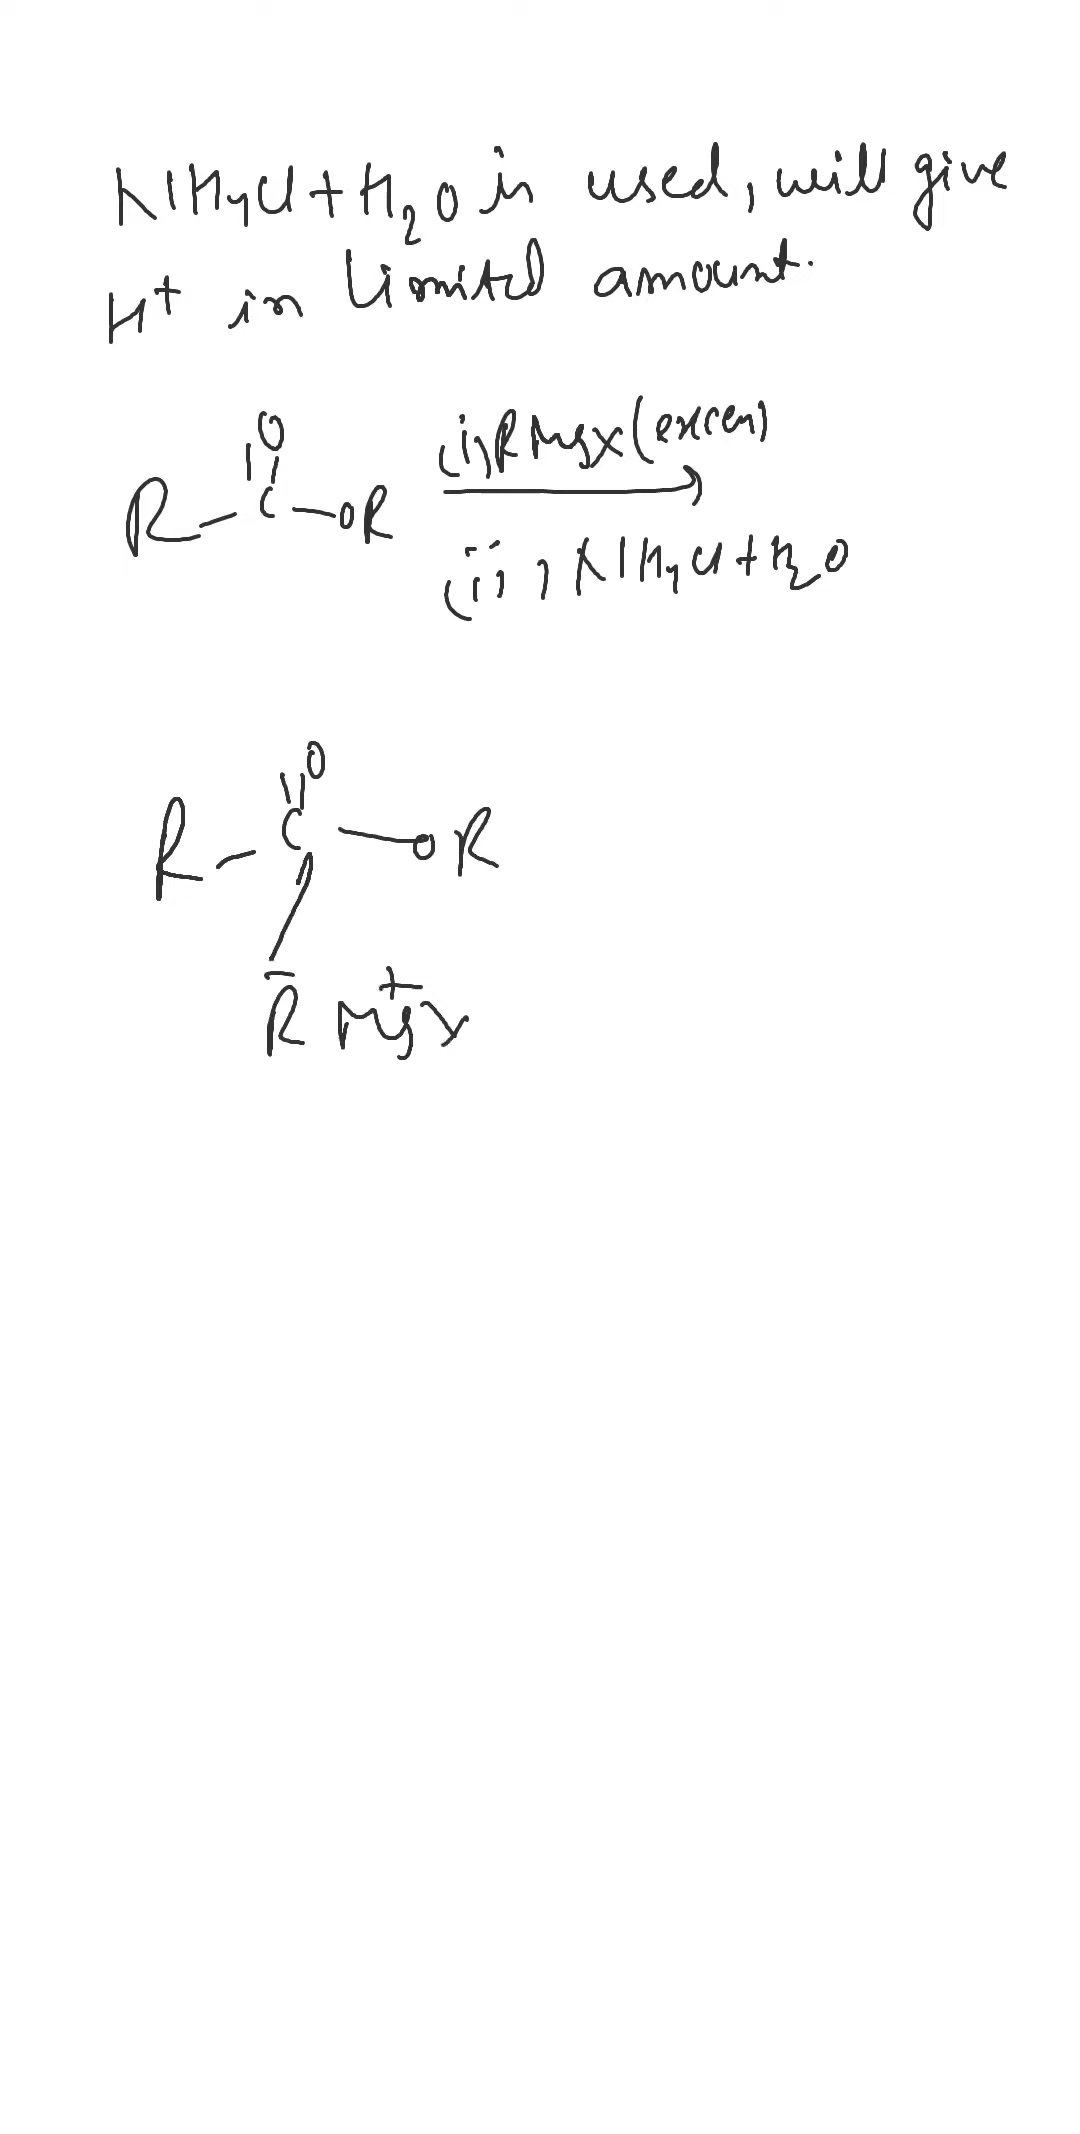 NH4Cl + H2O is used, will give
H+ in limited amount.
O
R-C-OR (i) RMgX (excess)
(ii) NH4Cl + H2O
O
R-C-OR
R- Mg+X